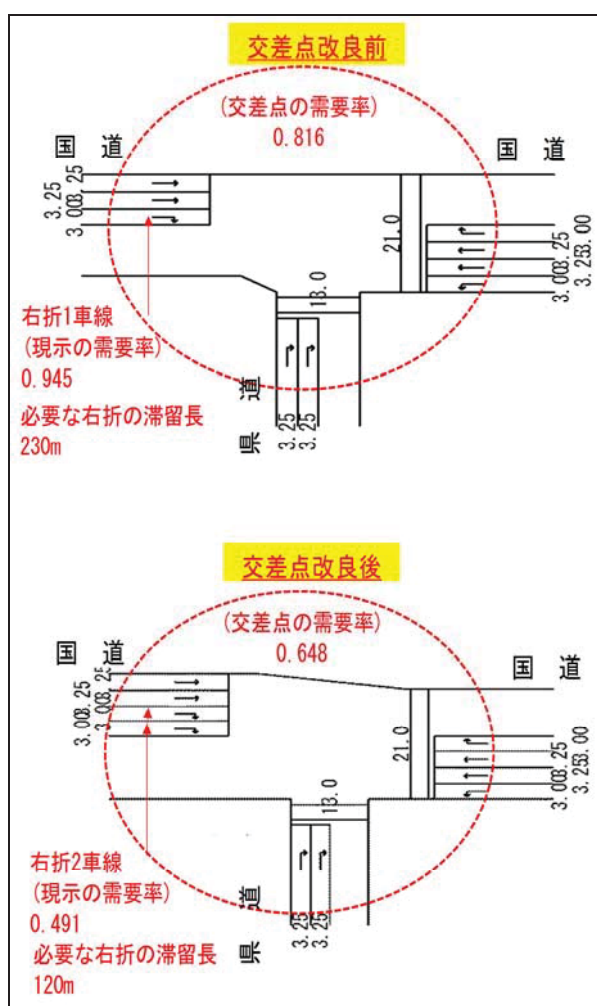 交差点改良前
(交差点の需要率)
0.816
国 道
国 道
3.25
3.25
3.00
21.0
3.00
3.25
3.25
3.00
13.0
右折1車線
(現示の需要率)
0.945
必要な右折の滞留長
230m
県 道
3.25
3.25
交差点改良後
(交差点の需要率)
0.648
国 道
国 道
3.25
3.25
3.00
3.00
21.0
3.00
3.25
3.25
3.00
13.0
右折2車線
(現示の需要率)
0.491
必要な右折の滞留長
120m
県 道
3.25
3.25